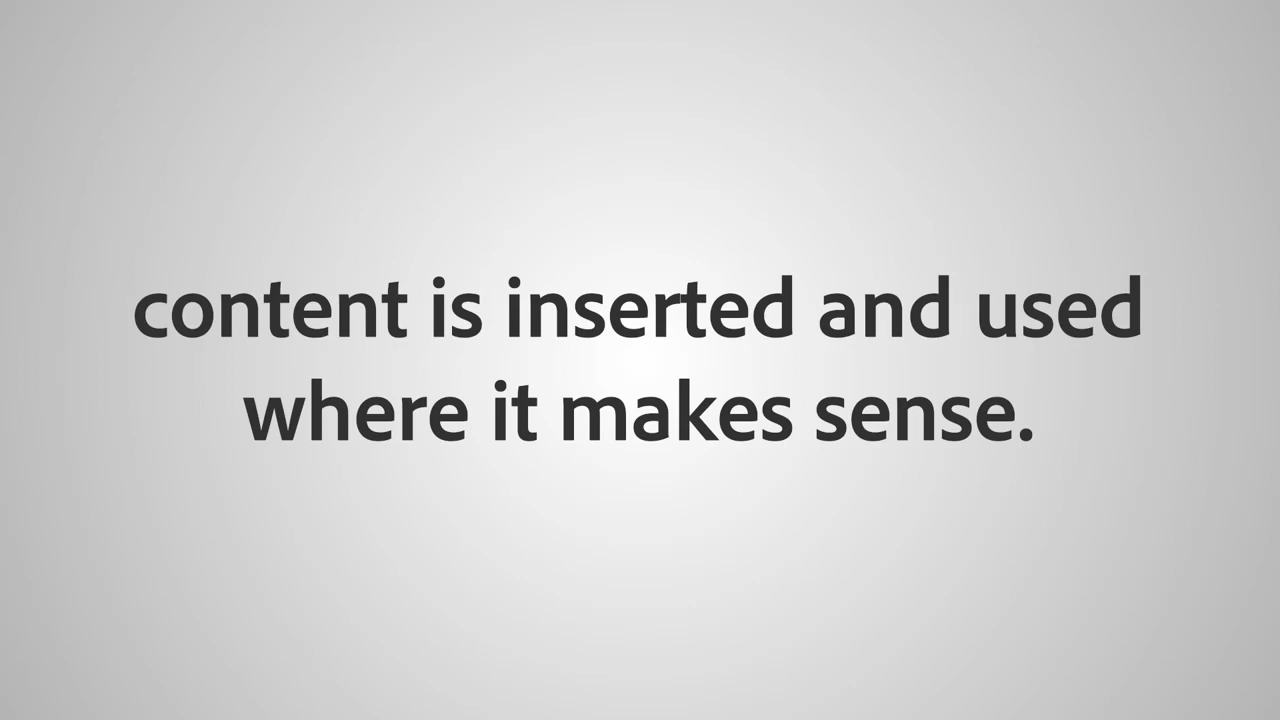 content is inserted and used
where it makes sense.